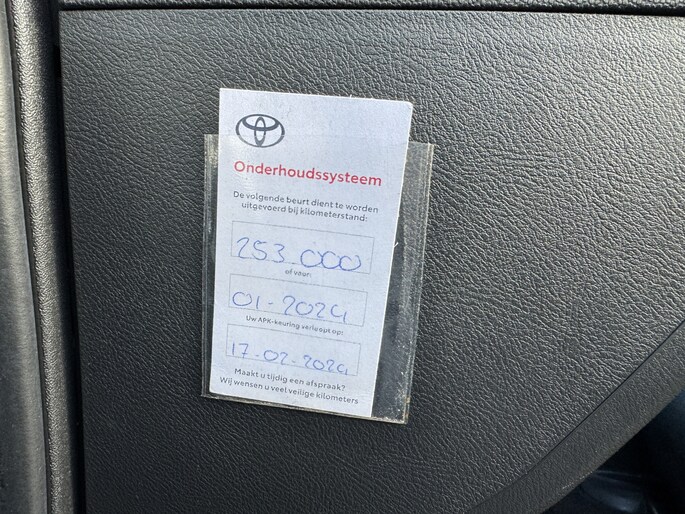 Onderhoudssysteem
De volgende beurt dient te worden
uitgevoerd bij kilometerstand:
253.000
of voor:
01-2024
Uw APK-keuring verloopt op:
17-02-2024
Maakt u tijdig een afspraak?
Wij wensen u veel veilige kilometers